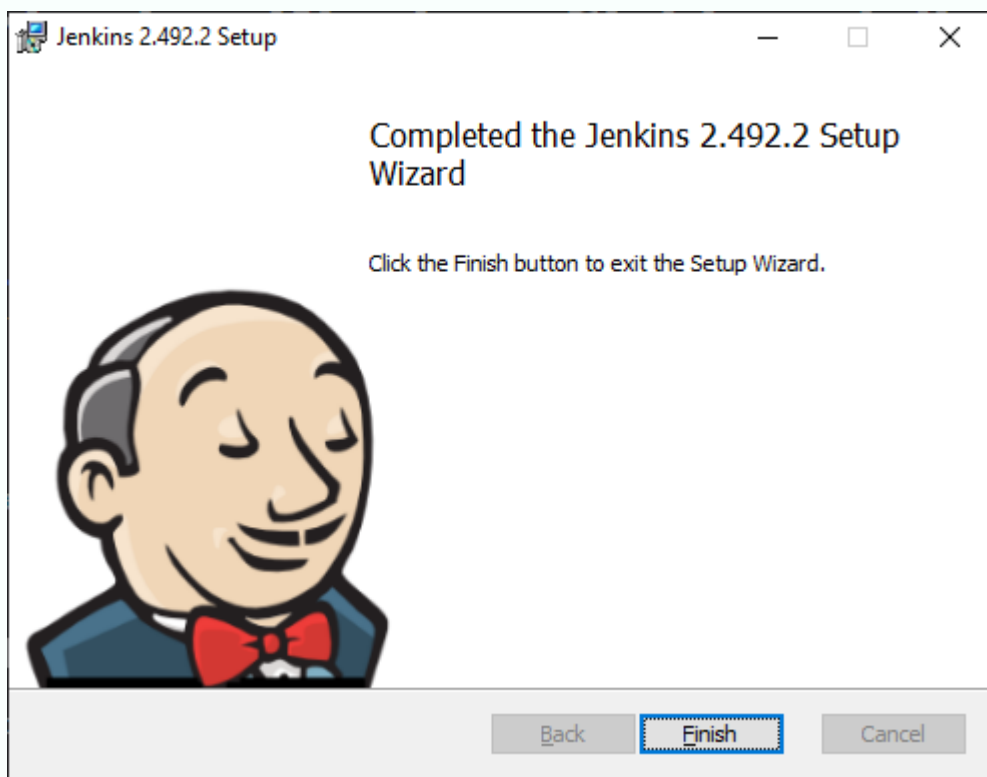 Jenkins 2.492.2 Setup
Completed the Jenkins 2.492.2 Setup
Wizard
Click the Finish button to exit the Setup Wizard.
Back
Finish
Cancel